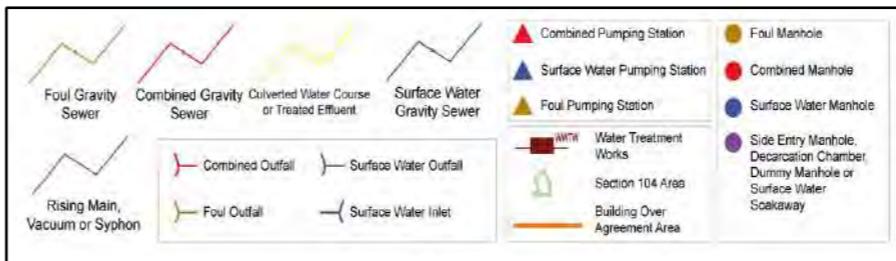 Foul Gravity
Sewer
Combined Gravity
Sewer
Culverted Water Course
or Treated Effluent
Surface Water
Gravity Sewer
Rising Main,
Vacuum or Syphon
Combined Outfall
Surface Water Outfall
Foul Outfall
Surface Water Inlet
Combined Pumping Station
Surface Water Pumping Station
Foul Pumping Station
WWTW
Water Treatment
Works
Section 104 Area
Building Over
Agreement Area
Foul Manhole
Combined Manhole
Surface Water Manhole
Side Entry Manhole,
Decarcation Chamber,
Dummy Manhole or
Surface Water
Soakaway